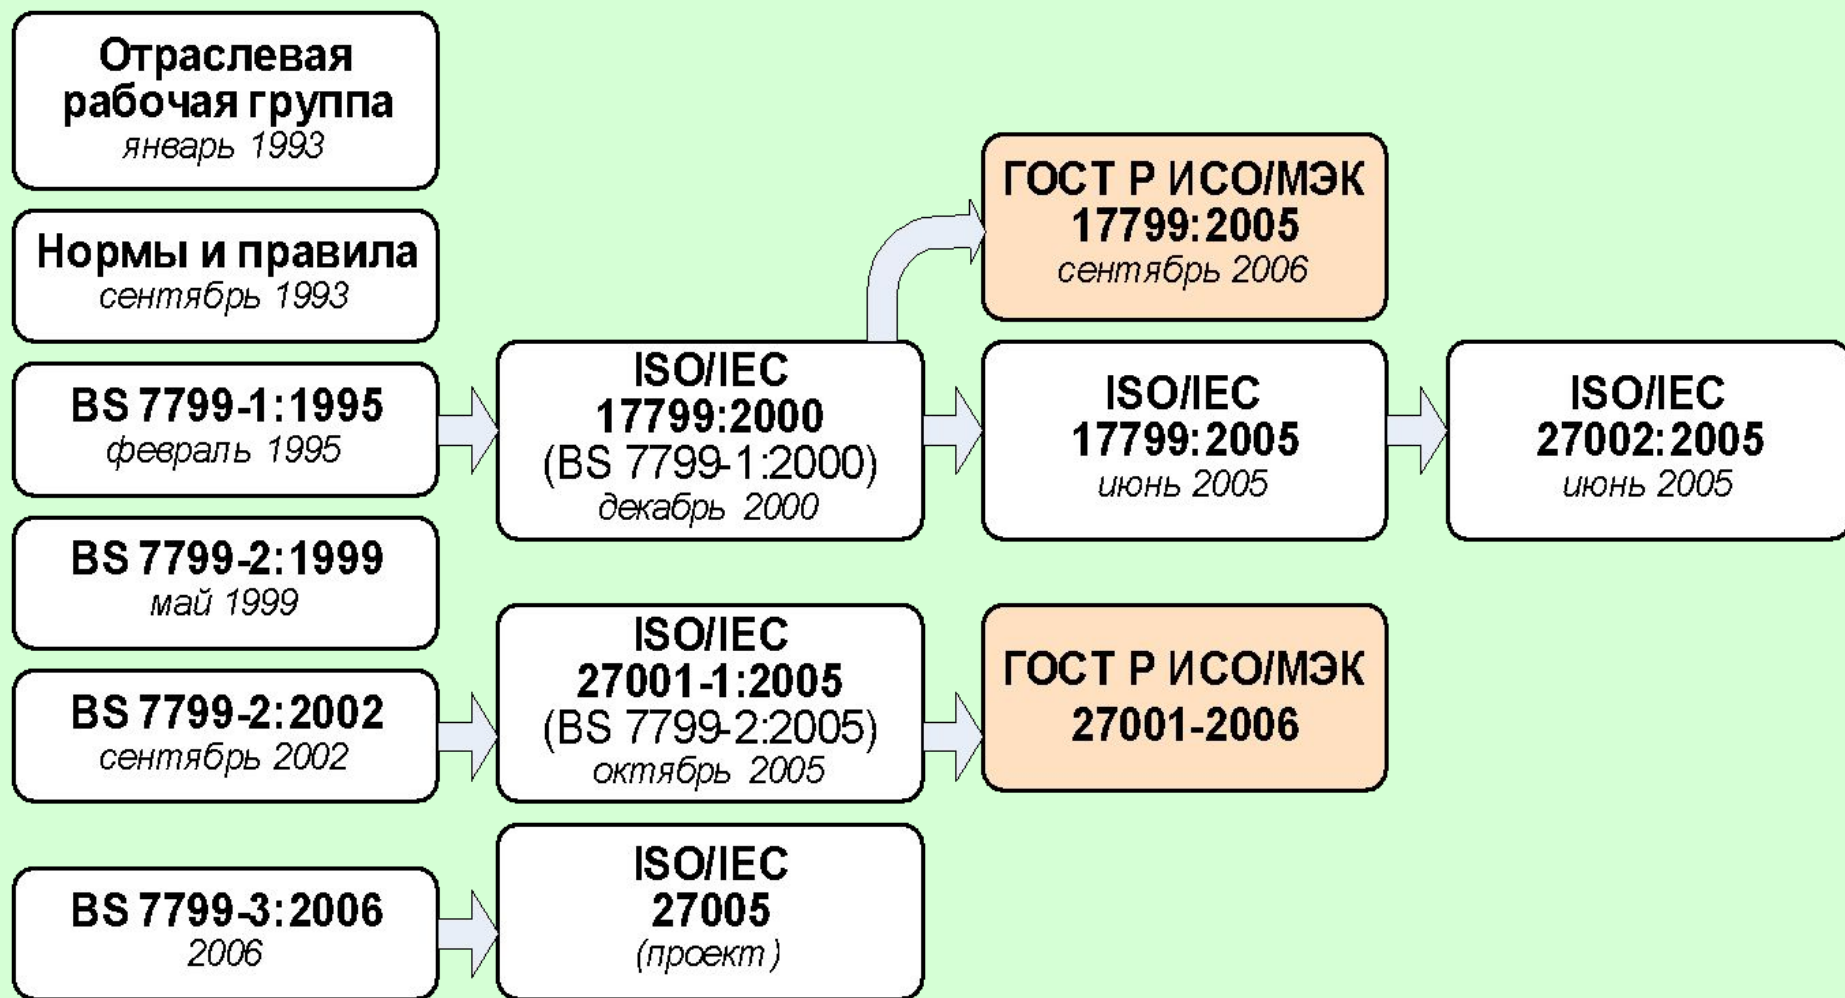 Отраслевая
рабочая группа
январь 1993
Нормы и правила
сентябрь 1993
BS 7799-1:1995
февраль 1995
BS 7799-2:1999
май 1999
BS 7799-2:2002
сентябрь 2002
BS 7799-3:2006
2006
ISO/IEC
17799:2000
(BS 7799-1:2000)
декабрь 2000
ISO/IEC
27001-1:2005
(BS 7799-2:2005)
октябрь 2005
ISO/IEC
27005
(проект)
ГОСТ Р ИСО/МЭК
17799:2005
сентябрь 2006
ISO/IEC
17799:2005
июнь 2005
ГОСТ Р ИСО/МЭК
27001-2006
ISO/IEC
27002:2005
июнь 2005